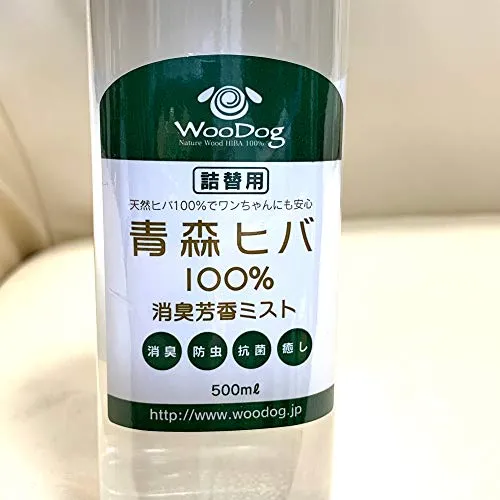 WooDog
Nature Wood HIBA 100%
詰替用
天然ヒバ100%でワンちゃんにも安心
青森ヒバ
100%
消臭芳香ミスト
消臭 防虫 抗菌 癒し
500mℓ
http://www.woodog.jp